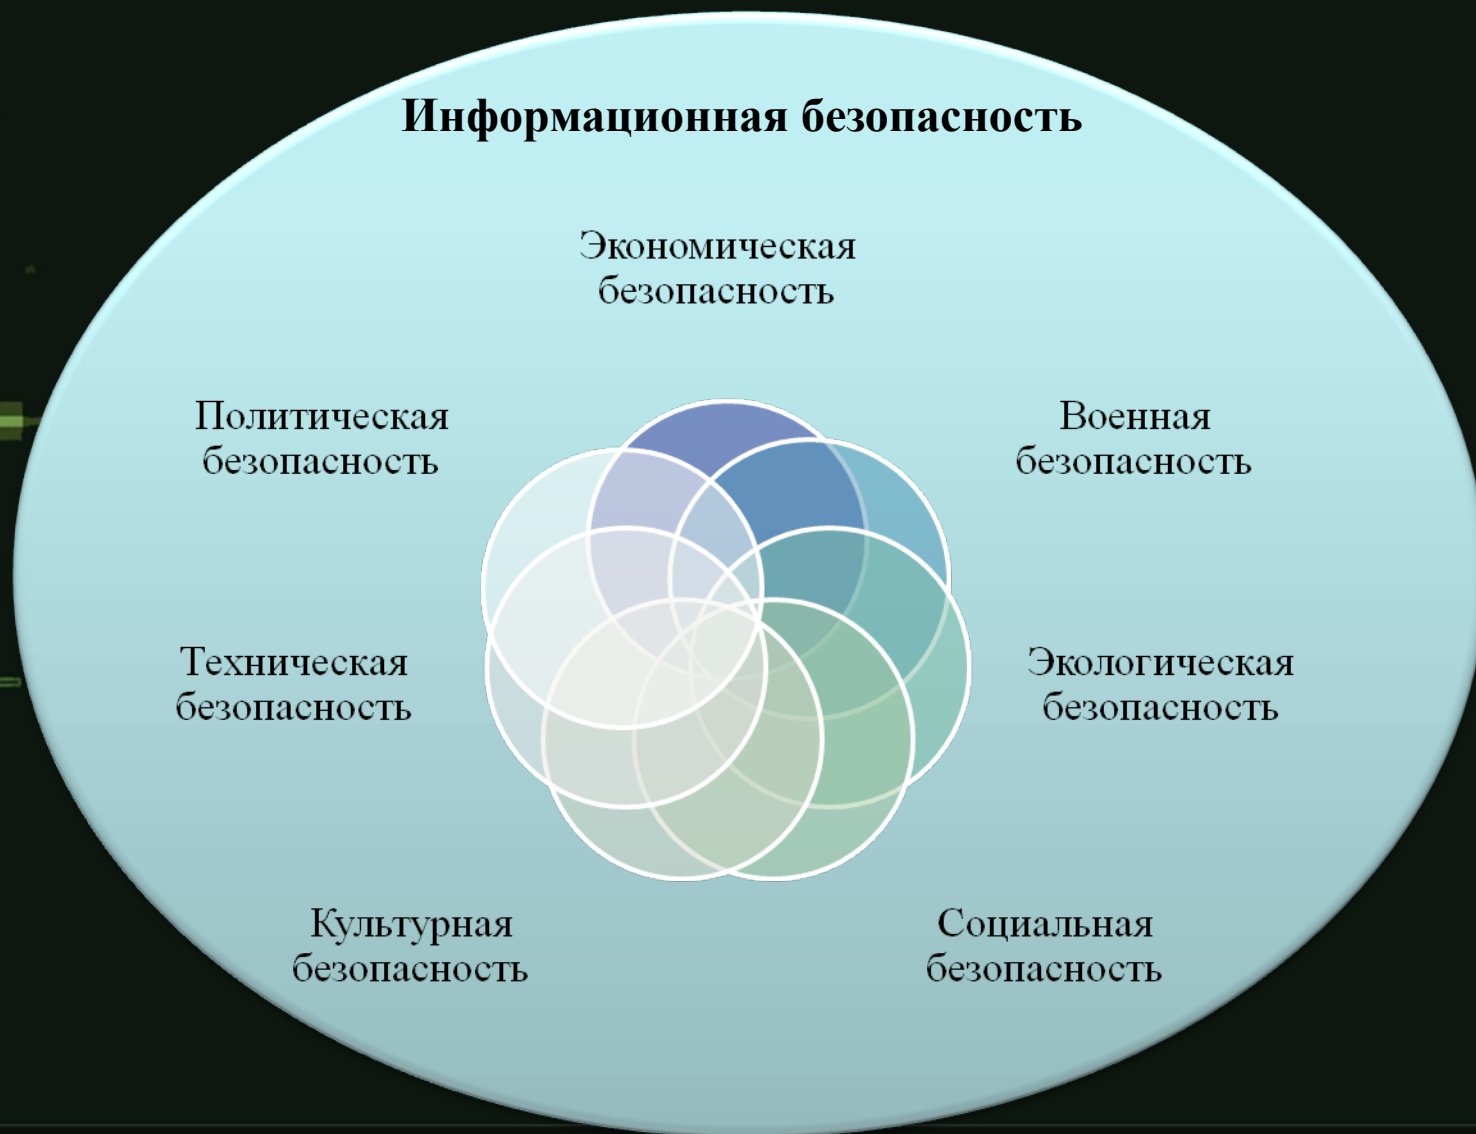 Информационная безопасность
Экономическая
безопасность
Политическая
безопасность
Военная
безопасность
Техническая
безопасность
Экологическая
безопасность
Культурная
безопасность
Социальная
безопасность